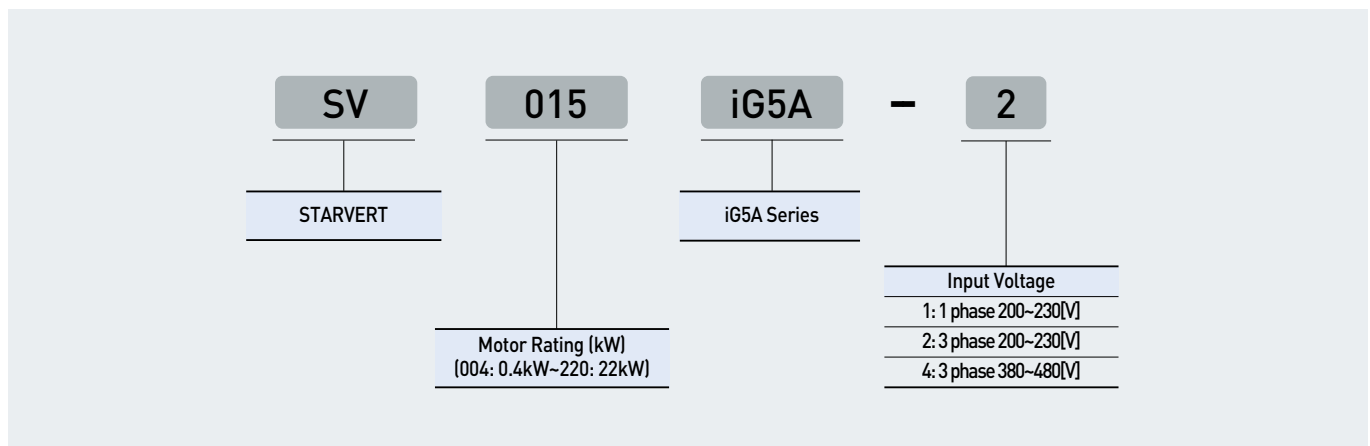 SV 015 iG5A - 2
STARVERT
iG5A Series
Input Voltage
1: 1 phase 200~230[V]
2: 3 phase 200~230[V]
4: 3 phase 380~480[V]
Motor Rating (kW)
(004: 0.4kW~220: 22kW)